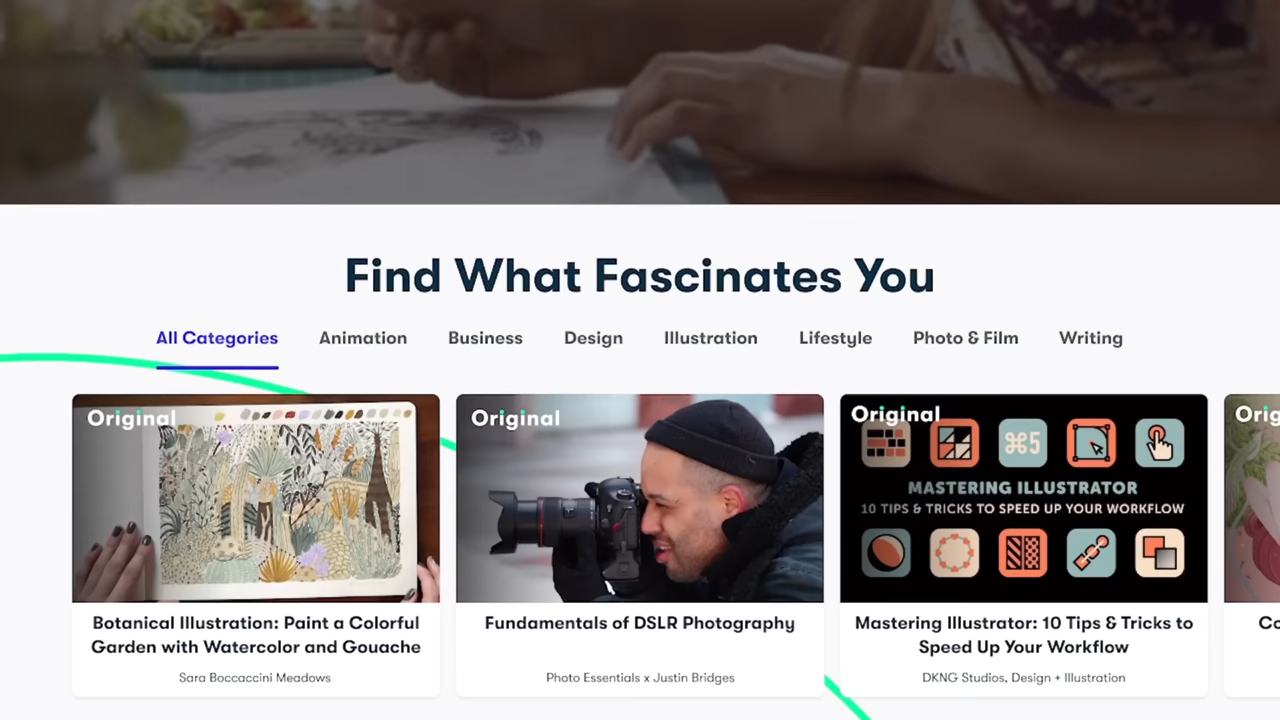 Find What Fascinates You
All Categories Animation Business Design Illustration Lifestyle Photo & Film Writing
Original Original Original
⌘5
MASTERING ILLUSTRATOR
10 TIPS & TRICKS TO SPEED UP YOUR WORKFLOW
Botanical Illustration: Paint a Colorful
Garden with Watercolor and Gouache
Sara Boccaccini Meadows
Fundamentals of DSLR Photography
Photo Essentials x Justin Bridges
Mastering Illustrator: 10 Tips & Tricks to
Speed Up Your Workflow
DKNG Studios, Design + Illustration